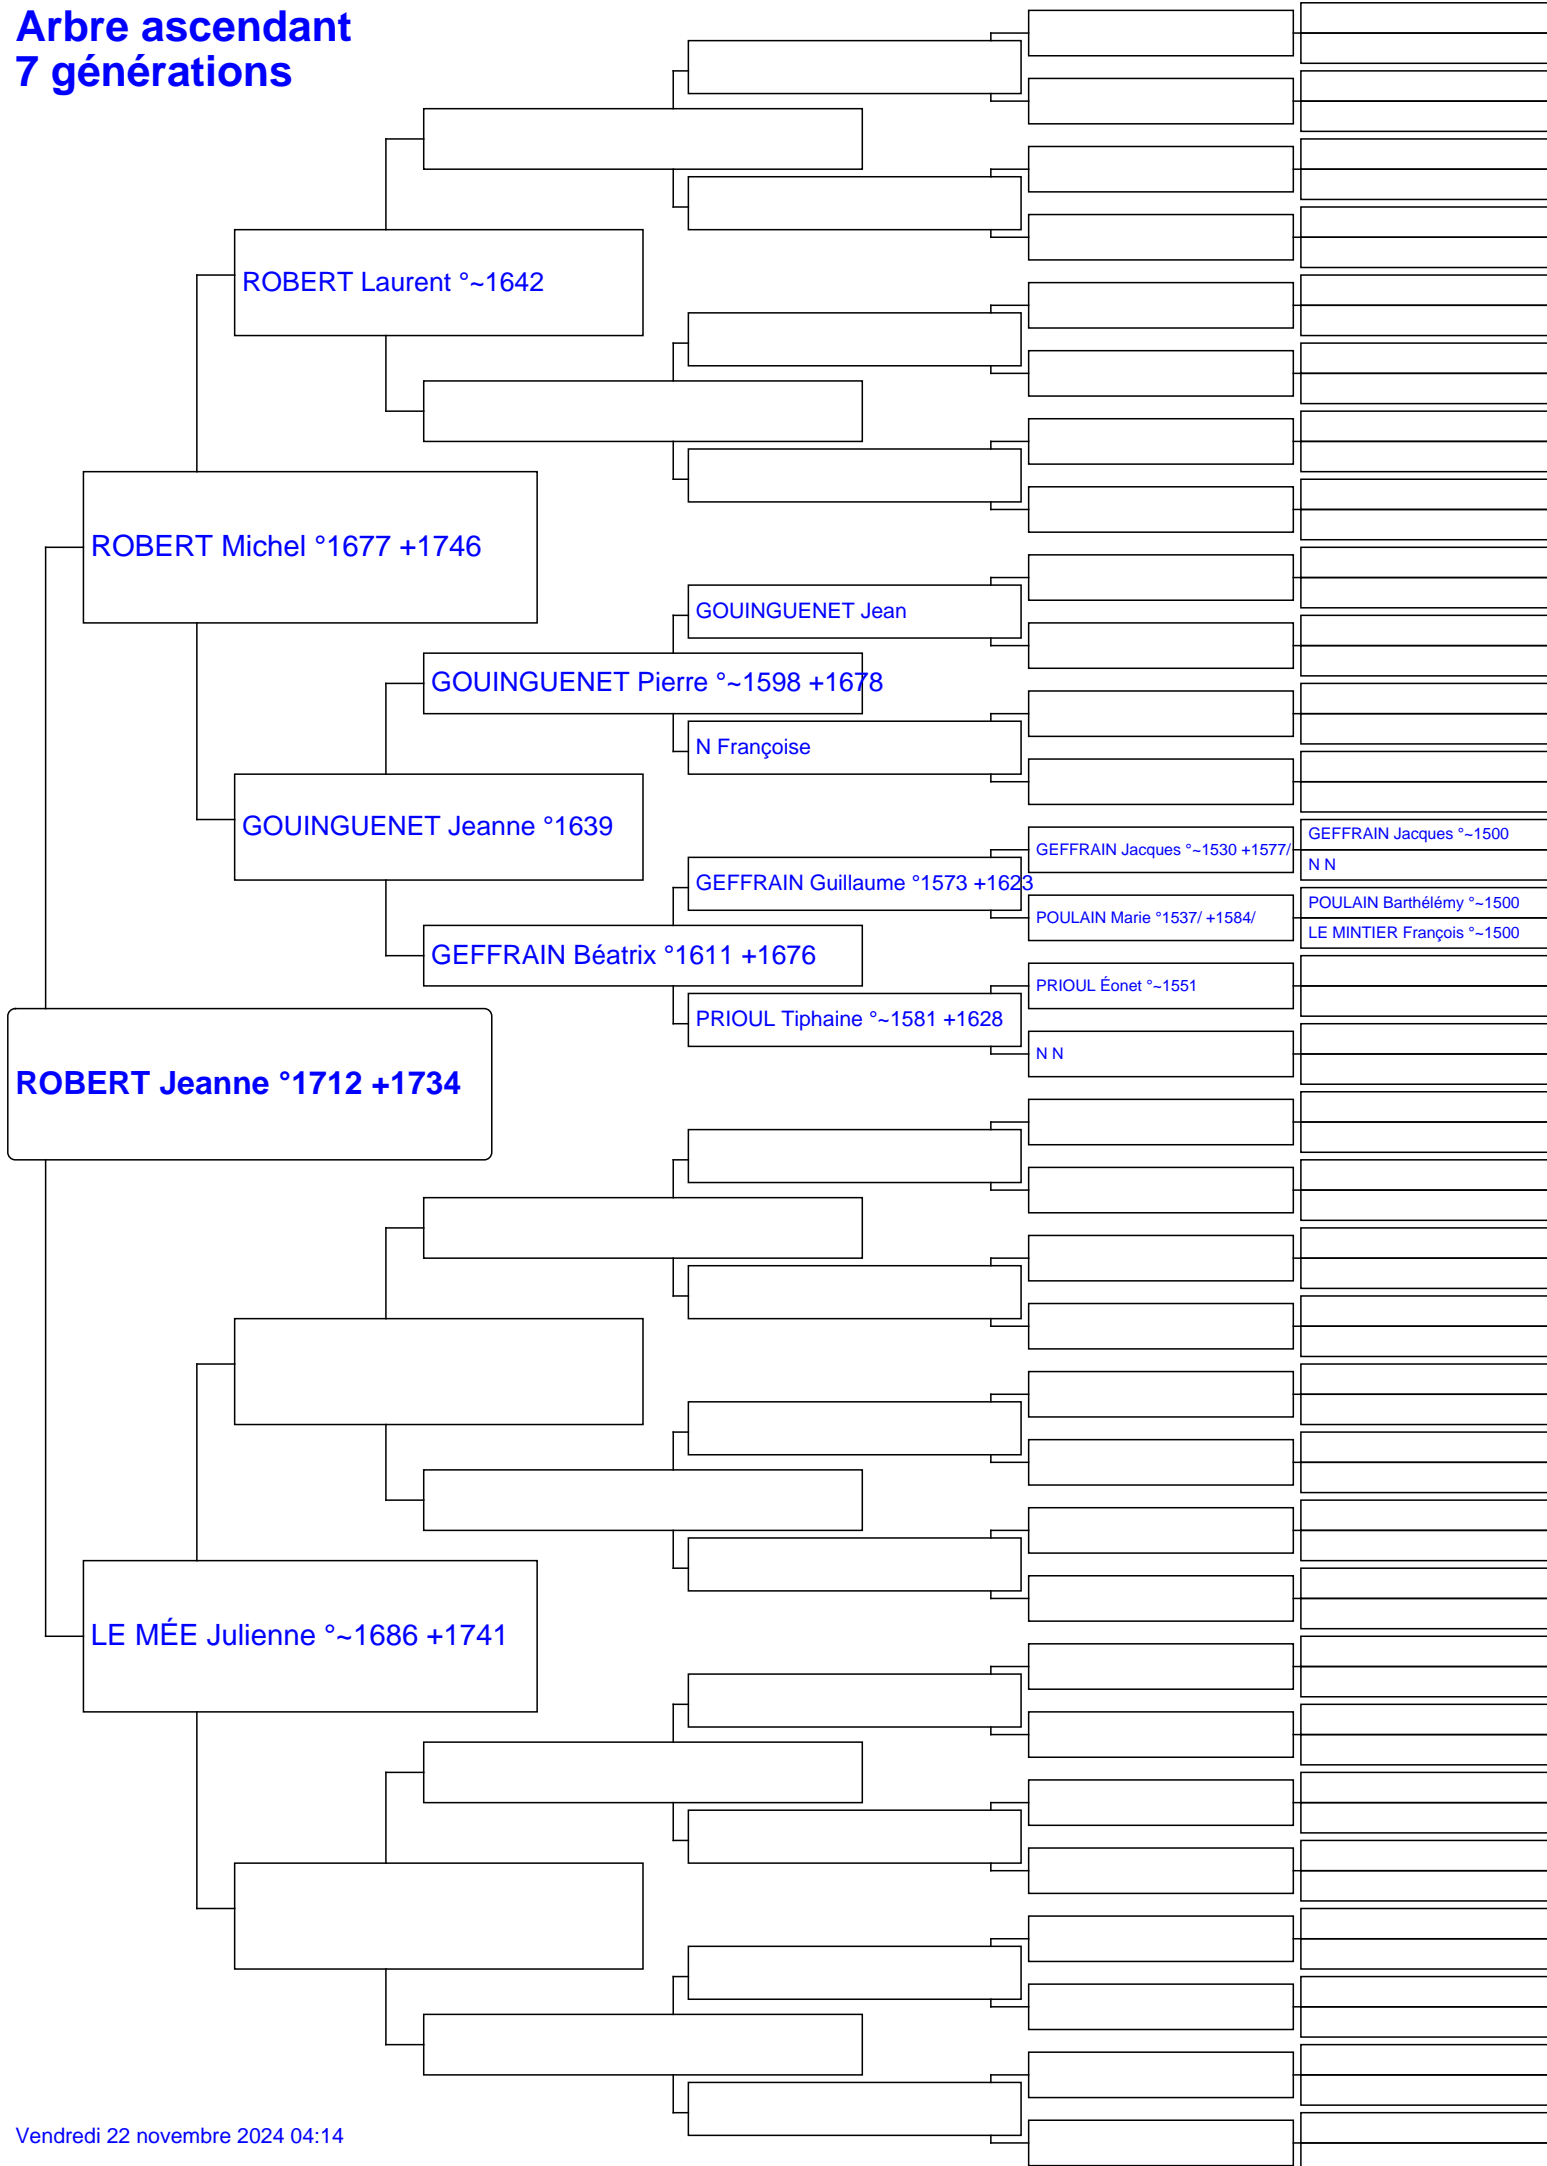 Arbre ascendant
7 générations
ROBERT Laurent °~1642
ROBERT Michel °1677 +1746
GOUINGUENET Jean
GOUINGUENET Pierre °~1598 +1678
N Françoise
GOUINGUENET Jeanne °1639
GEFFRAIN Jacques °~1500
GEFFRAIN Jacques °~1530 +1577/
N N
GEFFRAIN Guillaume °1573 +1623
POULAIN Barthélémy °~1500
POULAIN Marie °1537/ +1584/
LE MINTIER François °~1500
GEFFRAIN Béatrix °1611 +1676
PRIOUL Éonet °~1551
PRIOUL Tiphaine °~1581 +1628
N N
ROBERT Jeanne °1712 +1734
LE MÉE Julienne °~1686 +1741
Vendredi 22 novembre 2024 04:14